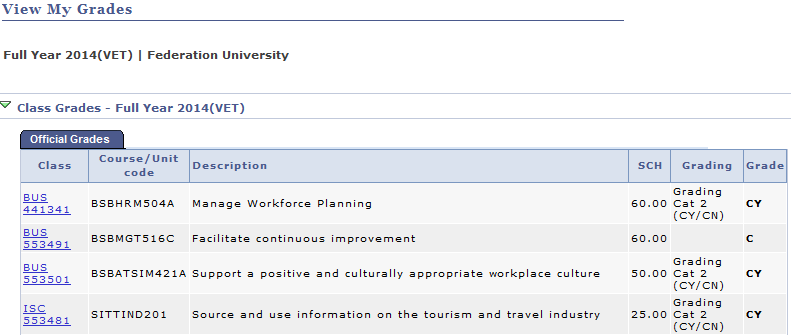 View My Grades
Full Year 2014(VET) | Federation University
Class Grades - Full Year 2014(VET)
Official Grades
Class Course/Unit code Description SCH Grading Grade
BUS 441341 BSBHRM504A Manage Workforce Planning 60.00 Grading Cat 2 (CY/CN) CY
BUS 553491 BSBMGT516C Facilitate continuous improvement 60.00 C
BUS 553501 BSBATSIM421A Support a positive and culturally appropriate workplace culture 50.00 Grading Cat 2 (CY/CN) CY
ISC 553481 SITTIND201 Source and use information on the tourism and travel industry 25.00 Grading Cat 2 (CY/CN) CY